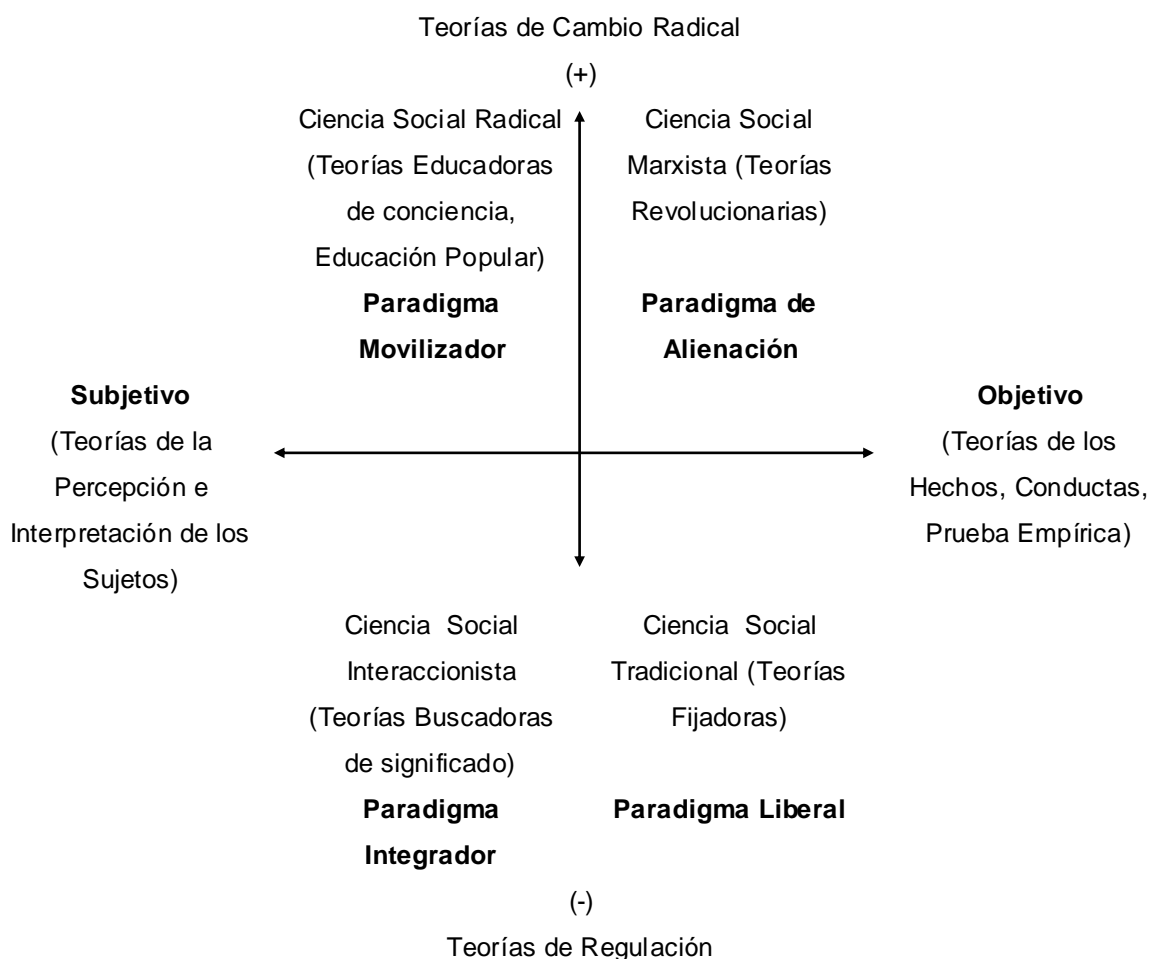 Teorías de Cambio Radical
(+)
Ciencia Social Radical
(Teorías Educadoras
de conciencia,
Educación Popular)
Paradigma
Movilizador
Ciencia Social
Marxista (Teorías
Revolucionarias)
Paradigma de
Alienación
Subjetivo
(Teorías de la
Percepción e
Interpretación de los
Sujetos)
Objetivo
(Teorías de los
Hechos, Conductas,
Prueba Empírica)
Ciencia Social
Interaccionista
(Teorías Buscadoras
de significado)
Paradigma
Integrador
Ciencia Social
Tradicional (Teorías
Fijadoras)
Paradigma Liberal
(-)
Teorías de Regulación